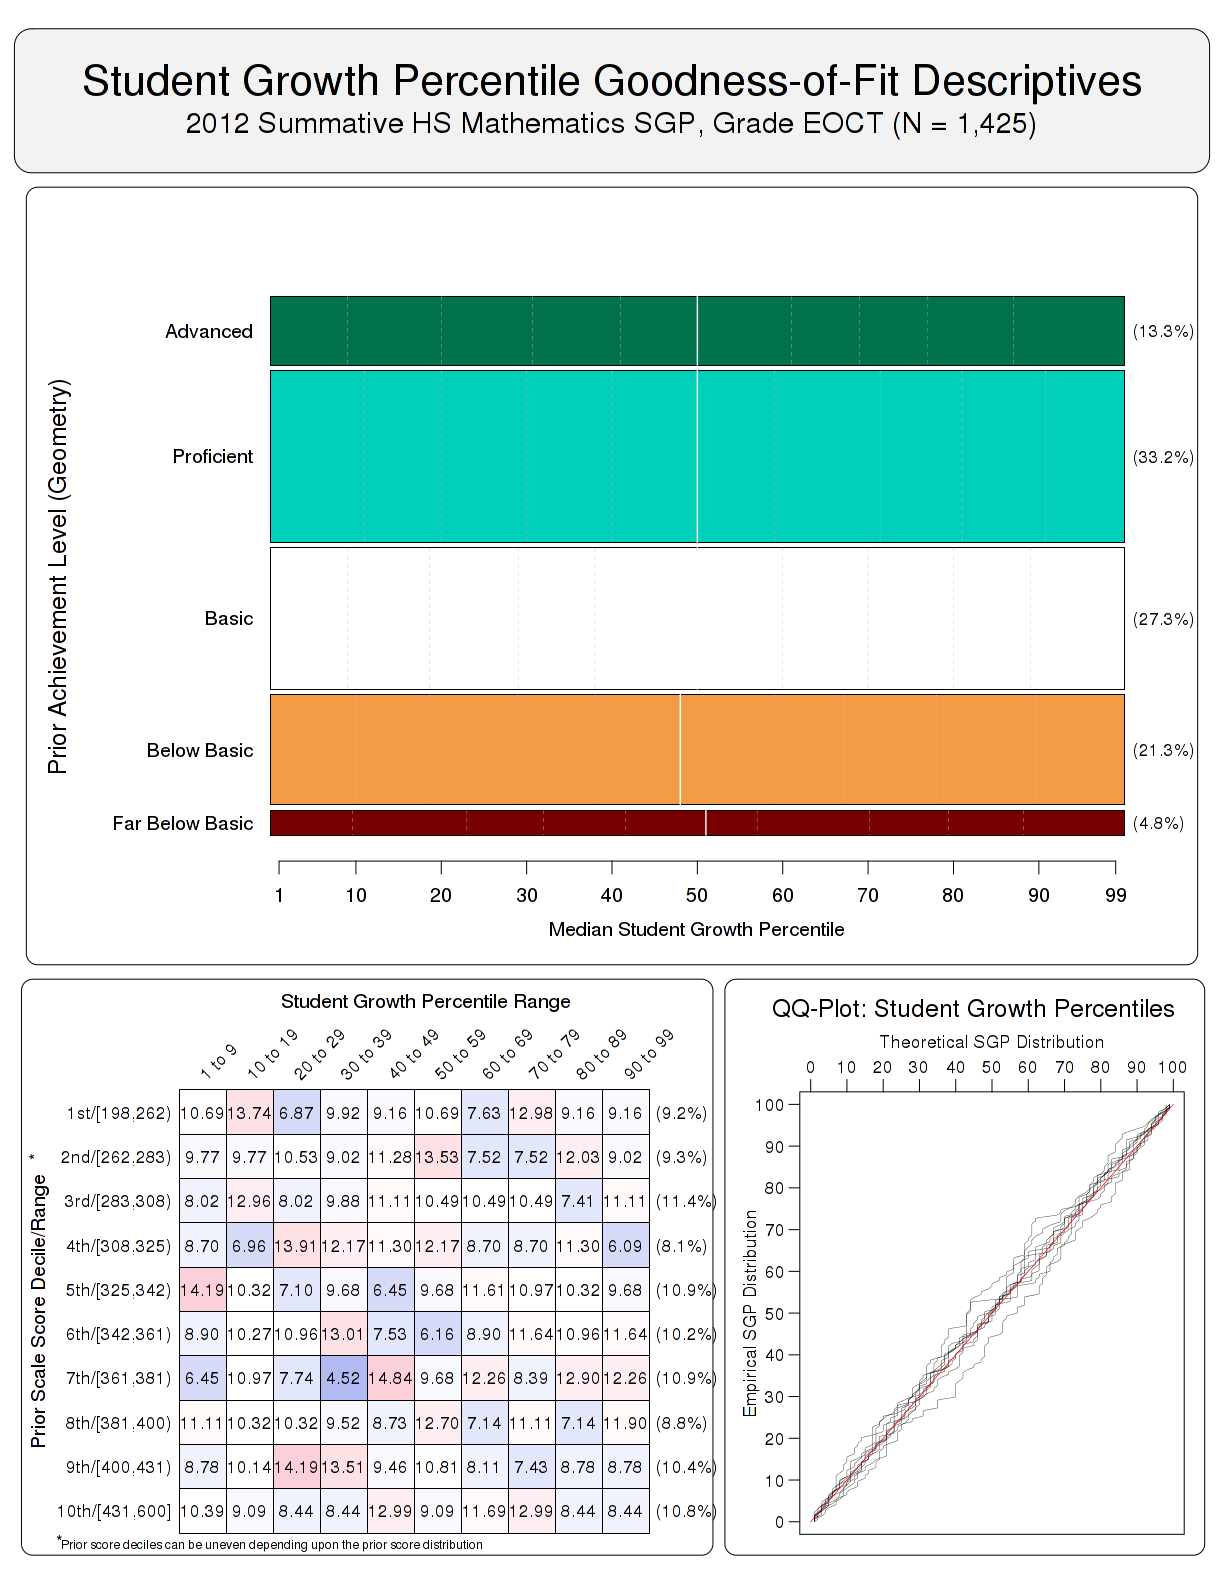 Student Growth Percentile Goodness-of-Fit Descriptives
2012 Summative HS Mathematics SGP, Grade EOCT (N = 1,425)
Prior Achievement Level (Geometry)
Advanced (13.3%)
Proficient (33.2%)
Basic (27.3%)
Below Basic (21.3%)
Far Below Basic (4.8%)
1 10 20 30 40 50 60 70 80 90 99
Median Student Growth Percentile
Student Growth Percentile Range
1 to 9 10 to 19 20 to 29 30 to 39 40 to 49 50 to 59 60 to 69 70 to 79 80 to 89 90 to 99
Prior Scale Score Decile/Range *
1st/[198,262) 10.69 13.74 6.87 9.92 9.16 10.69 7.63 12.98 9.16 9.16 (9.2%)
2nd/[262,283) 9.77 9.77 10.53 9.02 11.28 13.53 7.52 7.52 12.03 9.02 (9.3%)
3rd/[283,308) 8.02 12.96 8.02 9.88 11.11 10.49 10.49 10.49 7.41 11.11 (11.4%)
4th/[308,325) 8.70 6.96 13.91 12.17 11.30 12.17 8.70 8.70 11.30 6.09 (8.1%)
5th/[325,342) 14.19 10.32 7.10 9.68 6.45 9.68 11.61 10.97 10.32 9.68 (10.9%)
6th/[342,361) 8.90 10.27 10.96 13.01 7.53 6.16 8.90 11.64 10.96 11.64 (10.2%)
7th/[361,381) 6.45 10.97 7.74 4.52 14.84 9.68 12.26 8.39 12.90 12.26 (10.9%)
8th/[381,400) 11.11 10.32 10.32 9.52 8.73 12.70 7.14 11.11 7.14 11.90 (8.8%)
9th/[400,431) 8.78 10.14 14.19 13.51 9.46 10.81 8.11 7.43 8.78 8.78 (10.4%)
10th/[431,600] 10.39 9.09 8.44 8.44 12.99 9.09 11.69 12.99 8.44 8.44 (10.8%)
*Prior score deciles can be uneven depending upon the prior score distribution
QQ-Plot: Student Growth Percentiles
Theoretical SGP Distribution
0 10 20 30 40 50 60 70 80 90 100
Empirical SGP Distribution
100
90
80
70
60
50
40
30
20
10
0